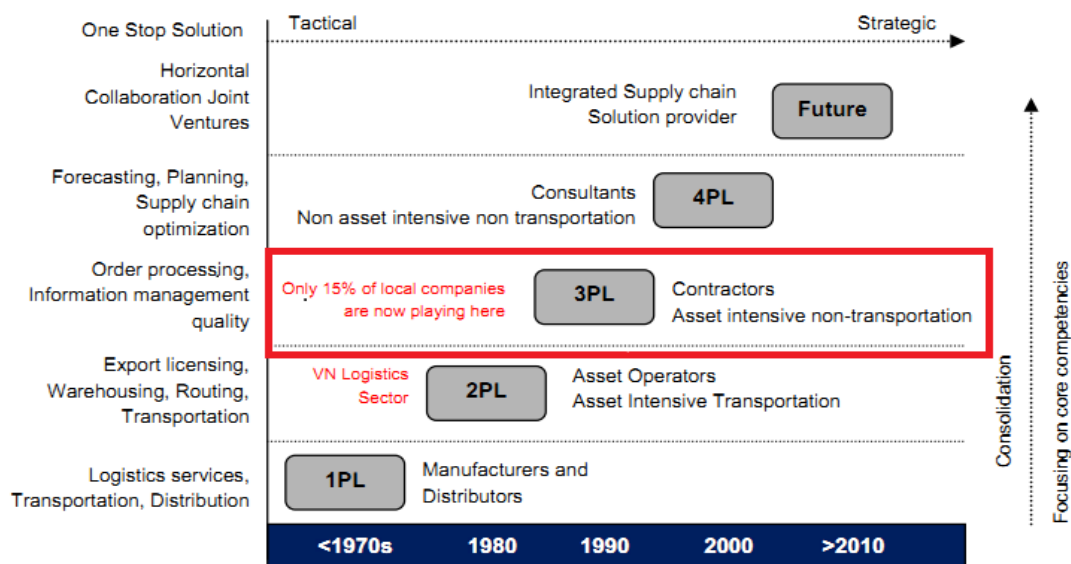 One Stop Solution
Tactical
Strategic
Horizontal
Collaboration Joint
Ventures
Integrated Supply chain
Solution provider
Future
Forecasting, Planning,
Supply chain
optimization
Consultants
Non asset intensive non transportation
4PL
Order processing,
Information management
quality
Only 15% of local companies
are now playing here
3PL
Contractors
Asset intensive non-transportation
Export licensing,
Warehousing, Routing,
Transportation
VN Logistics
Sector
2PL
Asset Operators
Asset Intensive Transportation
Logistics services,
Transportation, Distribution
1PL
Manufacturers and
Distributors
Consolidation
Focusing on core competencies
<1970s
1980
1990
2000
>2010